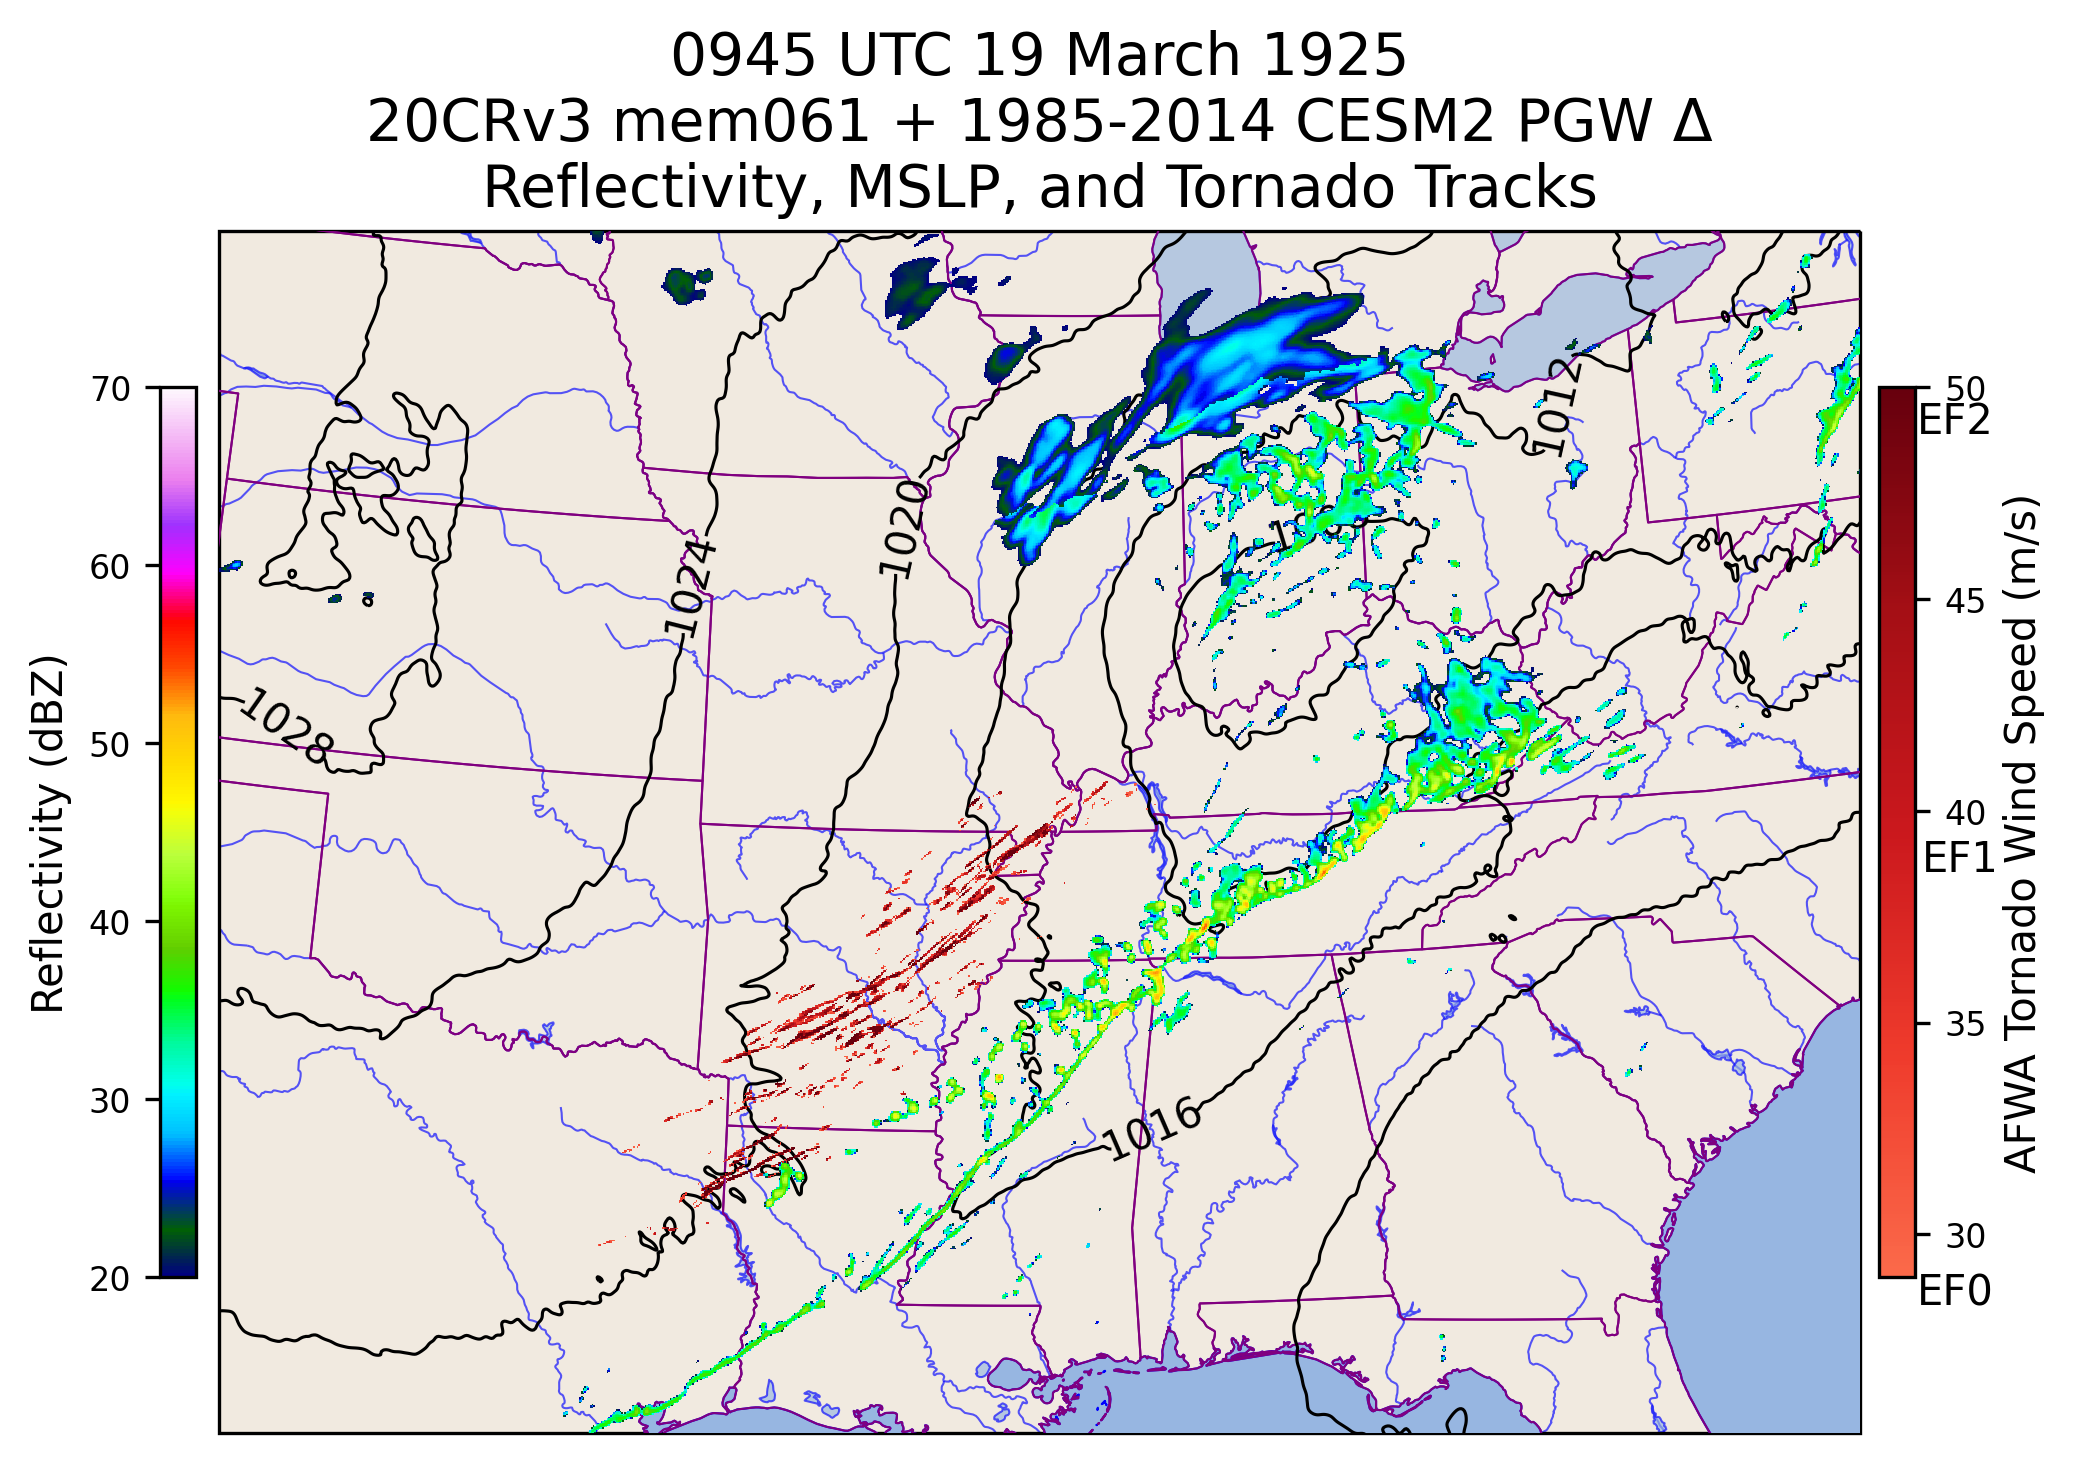 0945 UTC 19 March 1925
20CRv3 mem061 + 1985-2014 CESM2 PGW Δ
Reflectivity, MSLP, and Tornado Tracks
70
60
50
40
30
20
Reflectivity (dBZ)
1012
1020
1024
1028
1016
50
EF2
45
40
EF1
35
30
EF0
AFWA Tornado Wind Speed (m/s)